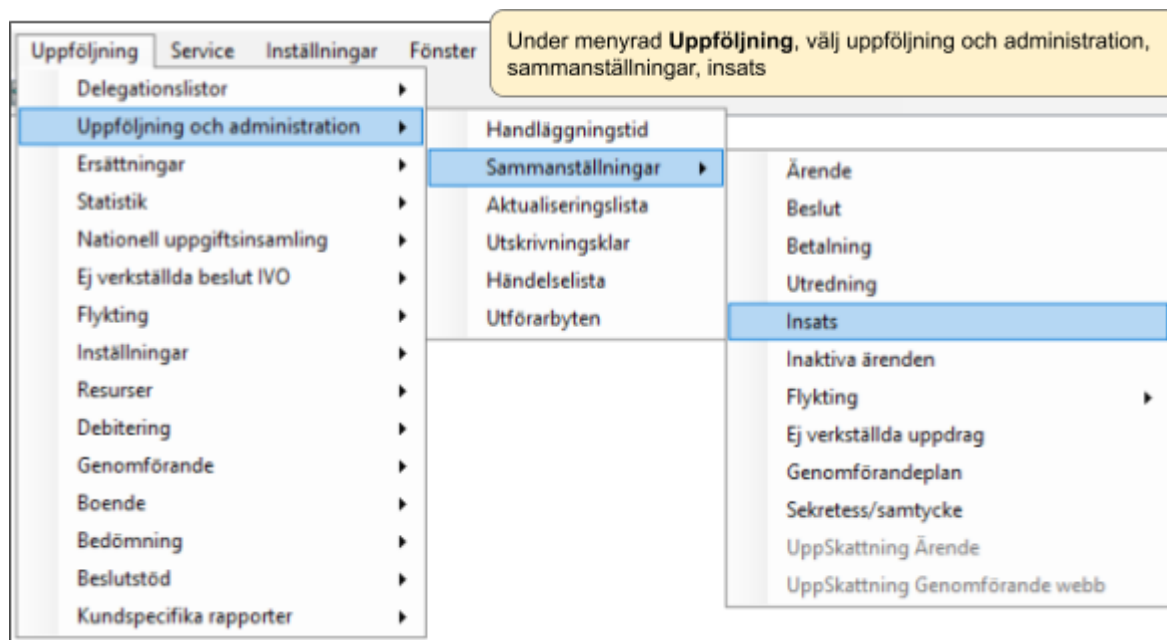 Uppföljning Service Inställningar Fönster
Under menyrad Uppföljning, välj uppföljning och administration,
sammanställningar, insats
Delegationslistor
Uppföljning och administration
Ersättningar
Statistik
Nationell uppgiftsinsamling
Ej verkställda beslut IVO
Flykting
Inställningar
Resurser
Debitering
Genomförande
Boende
Bedömning
Beslutstöd
Kundspecifika rapporter
Handläggningstid
Sammanställningar
Aktualiseringslista
Utskrivningsklar
Händelselista
Utförarbyten
Ärende
Beslut
Betalning
Utredning
Insats
Inaktiva ärenden
Flykting
Ej verkställda uppdrag
Genomförandeplan
Sekretess/samtycke
UppSkattning Ärende
UppSkattning Genomförande webb